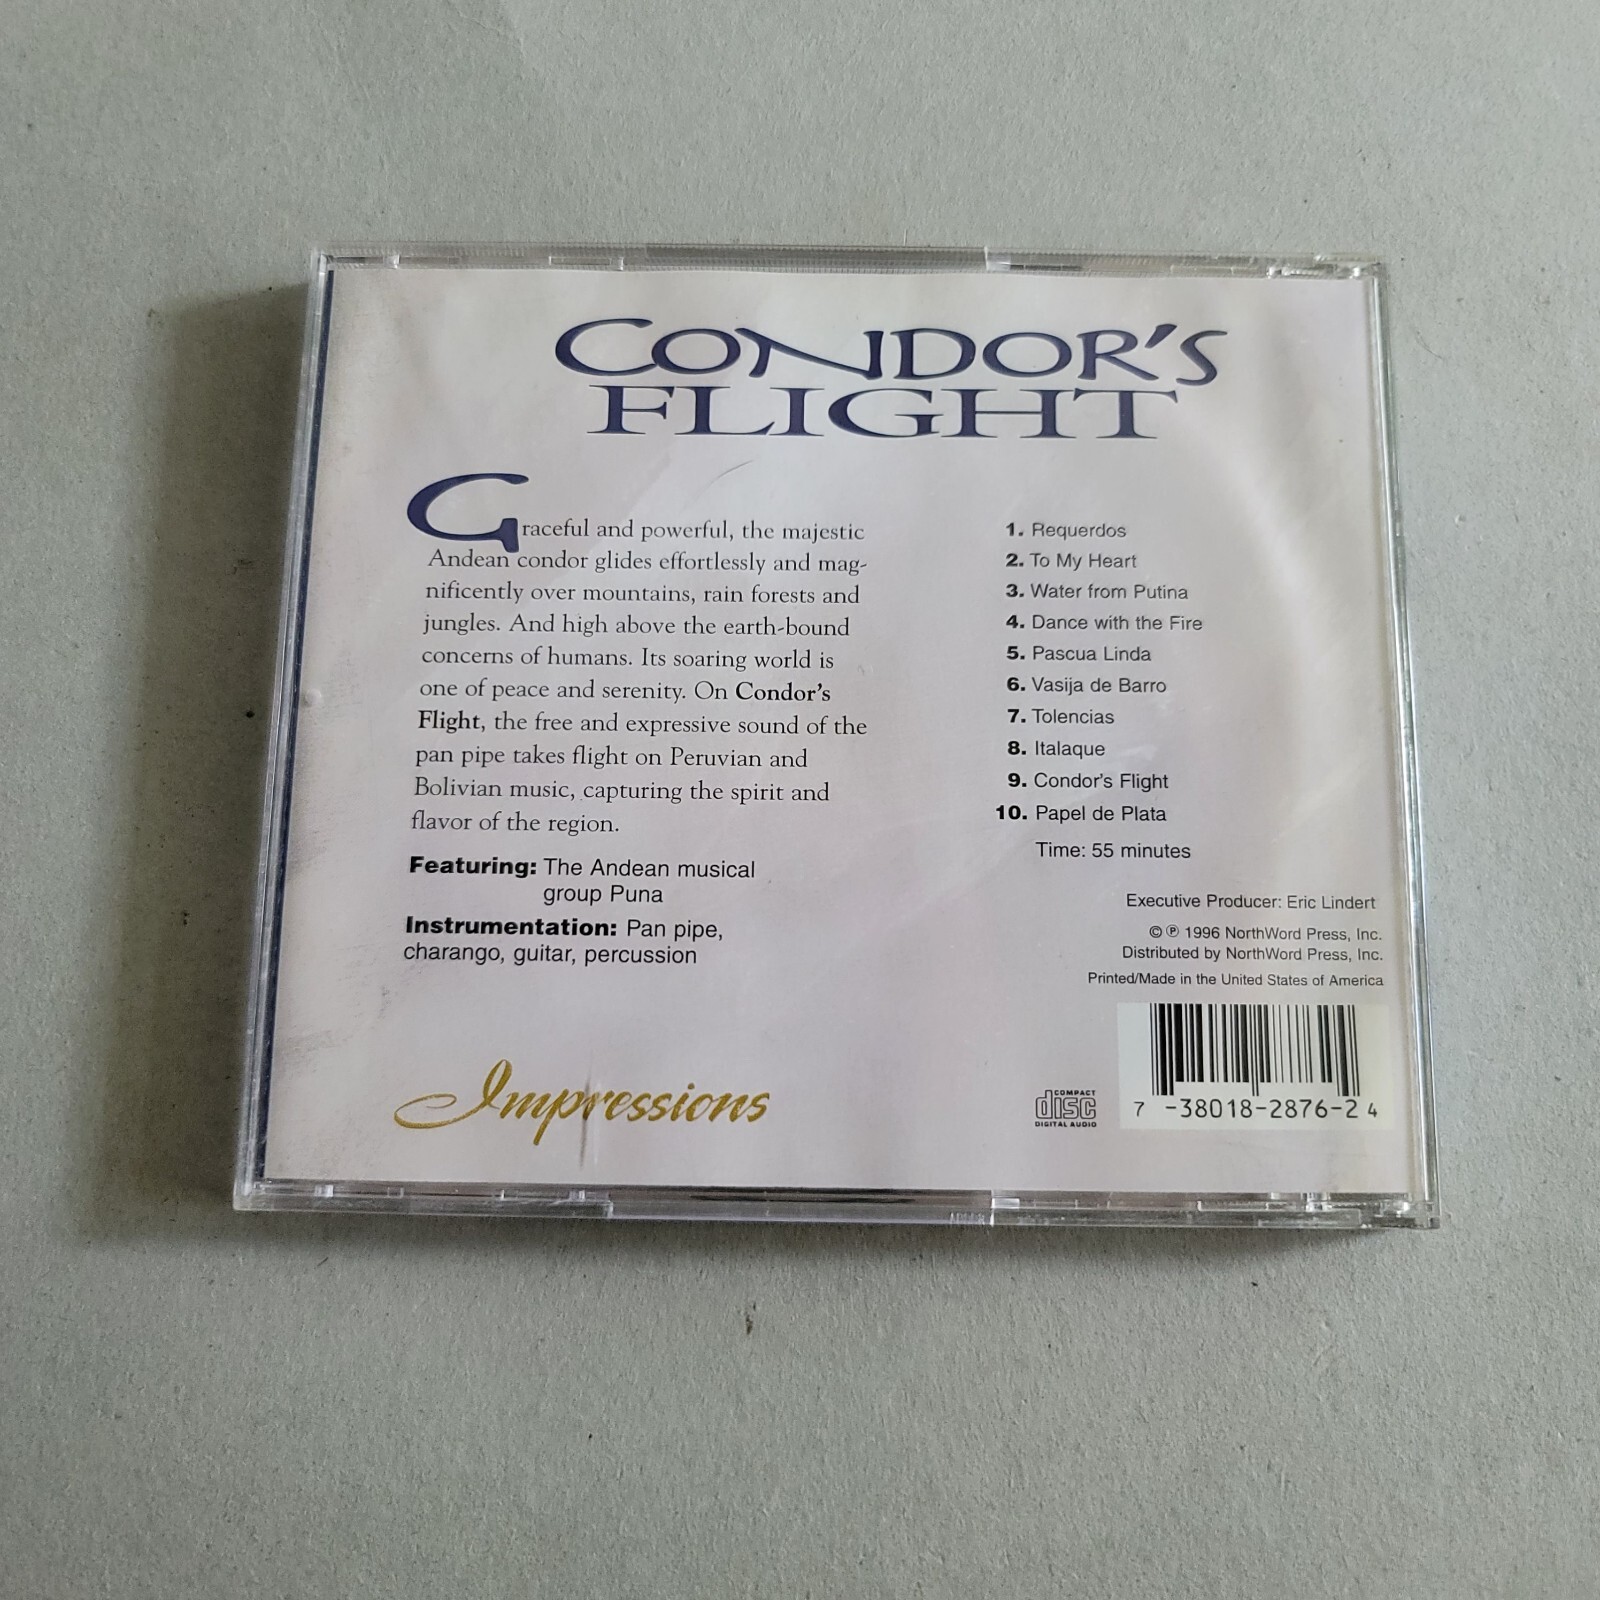 CONDOR'S
FLIGHT
Graceful and powerful, the majestic
Andean condor glides effortlessly and mag-
nificently over mountains, rain forests and
jungles. And high above the earth-bound
concerns of humans. Its soaring world is
one of peace and serenity. On Condor's
Flight, the free and expressive sound of the
pan pipe takes flight on Peruvian and
Bolivian music, capturing the spirit and
flavor of the region.
Featuring: The Andean musical
group Puna
Instrumentation: Pan pipe,
charango, guitar, percussion
Impressions
1. Requerdos
2. To My Heart
3. Water from Putina
4. Dance with the Fire
5. Pascua Linda
6. Vasija de Barro
7. Tolencias
8. Italaque
9. Condor's Flight
10. Papel de Plata
Time: 55 minutes
Executive Producer: Eric Lindert
© ℗ 1996 NorthWord Press, Inc.
Distributed by NorthWord Press, Inc.
Printed/Made in the United States of America
COMPACT
disc
DIGITAL AUDIO
7 -38018-2876-2 4